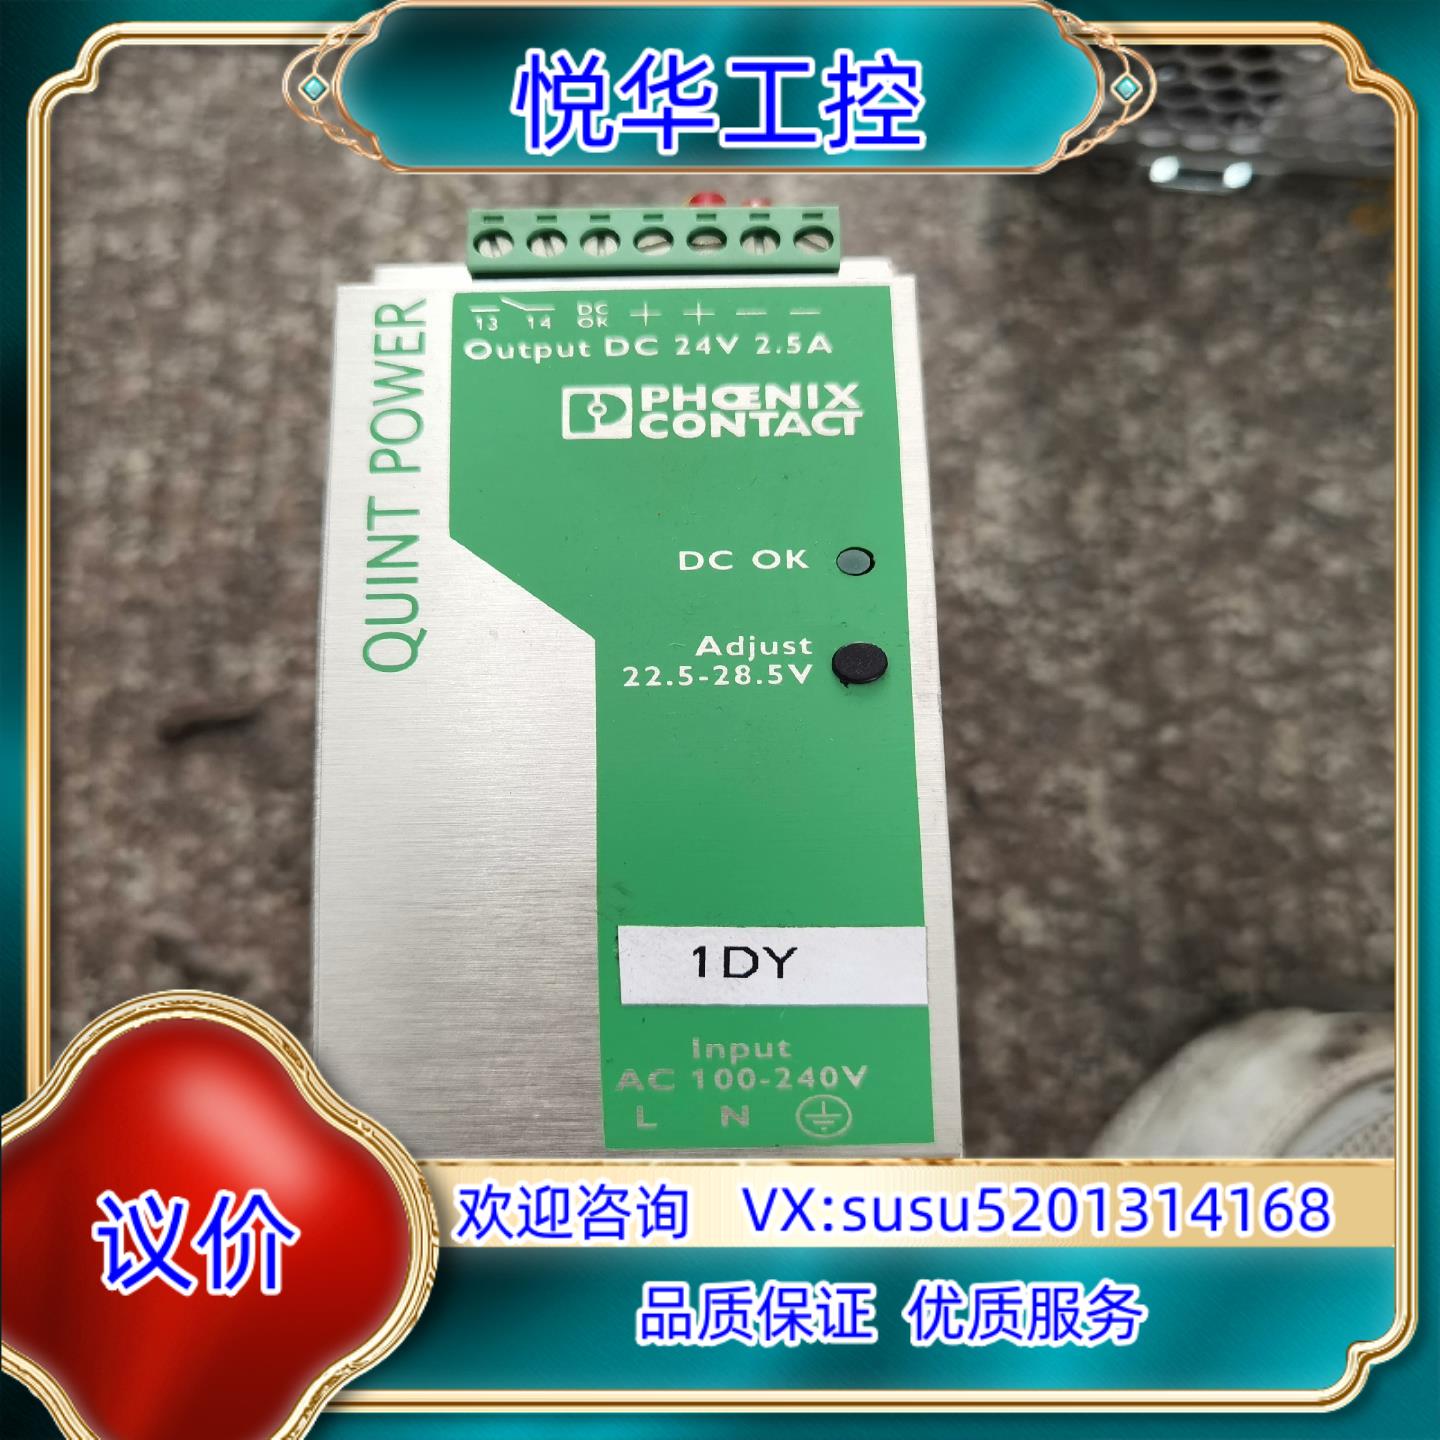 悦华工控
13 14 DC OK + + — —
Output DC 24V 2.5A
PHŒNIX
CONTACT
QUINT POWER
DC OK
Adjust
22.5-28.5V
1DY
Input
AC 100-240V
L N
议价
欢迎咨询 VX:susu5201314168
品质保证 优质服务